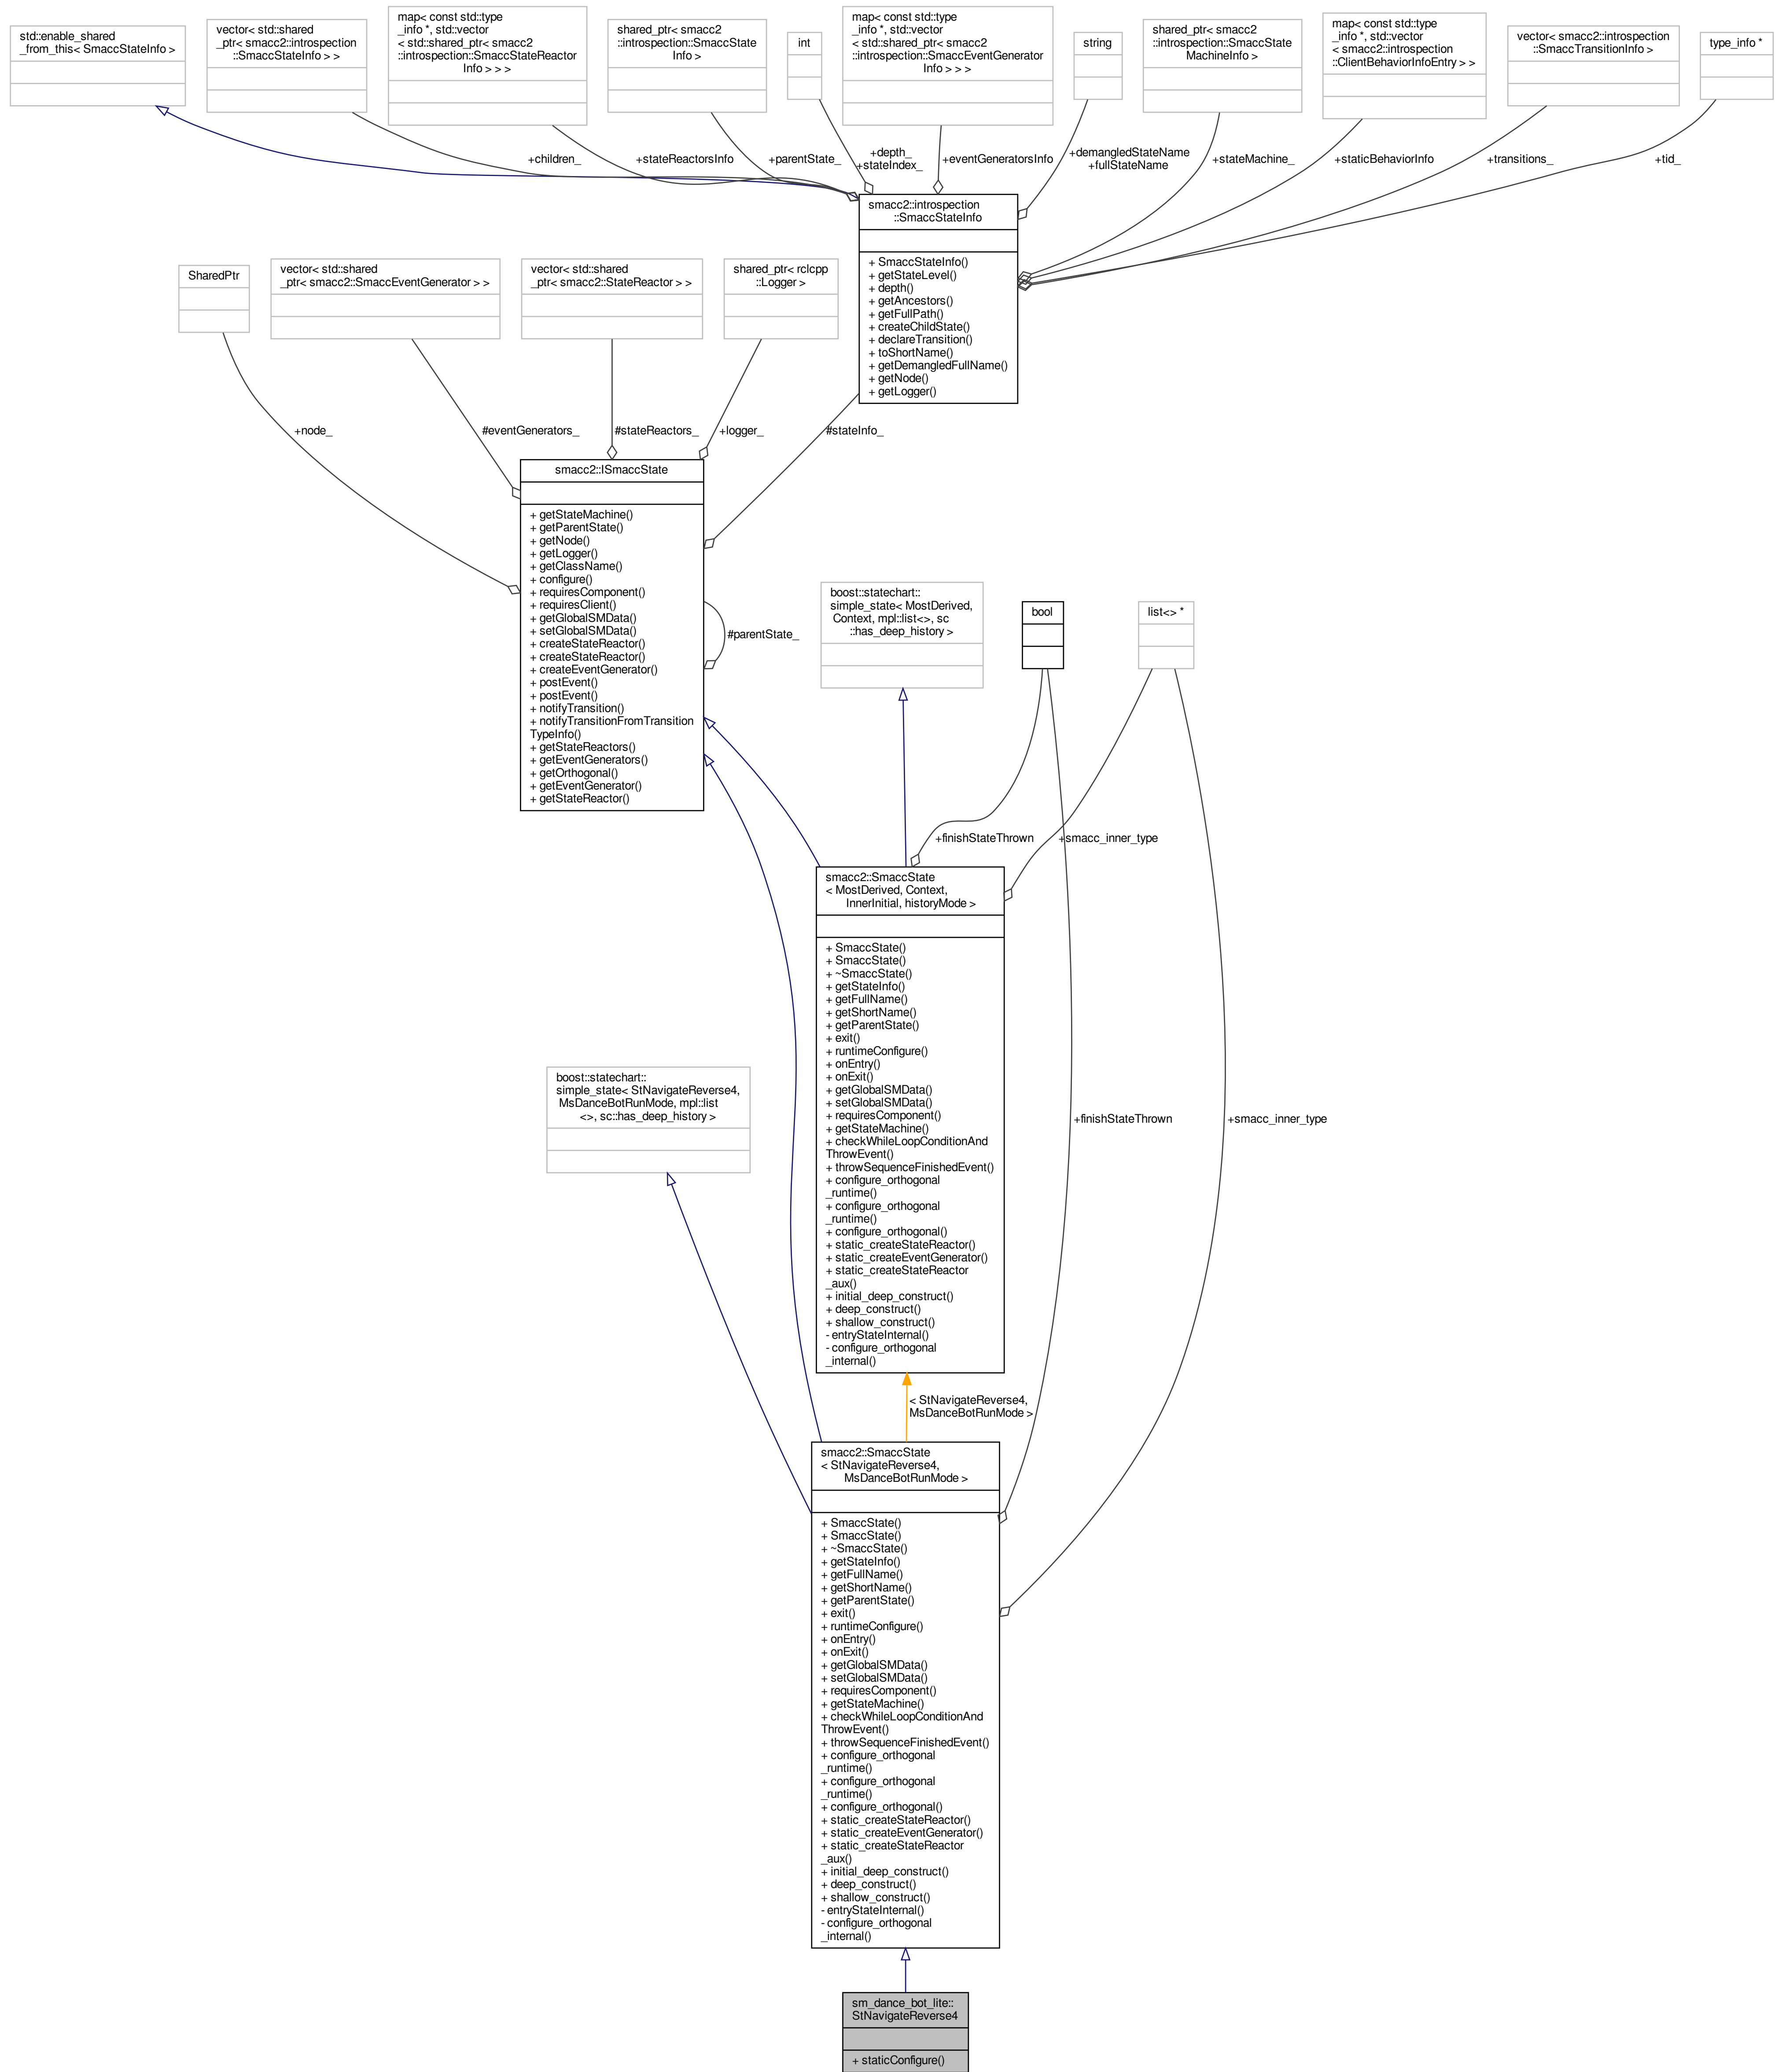 std::enable_shared
_from_this< SmaccStateInfo >
vector< std::shared
_ptr< smacc2::introspection
::SmaccStateInfo > >
map< const std::type
_info *, std::vector
< std::shared_ptr< smacc2
::introspection::SmaccStateReactor
Info > > >
shared_ptr< smacc2
::introspection::SmaccState
Info >
int
map< const std::type
_info *, std::vector
< std::shared_ptr< smacc2
::introspection::SmaccEventGenerator
Info > > >
string
shared_ptr< smacc2
::introspection::SmaccState
MachineInfo >
map< const std::type
_info *, std::vector
< smacc2::introspection
::ClientBehaviorInfoEntry > >
vector< smacc2::introspection
::SmaccTransitionInfo >
type_info *
+children_
+stateReactorsInfo
+parentState_
+depth_
+stateIndex_
+eventGeneratorsInfo
+demangledStateName
+fullStateName
+stateMachine_
+staticBehaviorInfo
+transitions_
+tid_
smacc2::introspection
::SmaccStateInfo
+ SmaccStateInfo()
+ getStateLevel()
+ depth()
+ getAncestors()
+ getFullPath()
+ createChildState()
+ declareTransition()
+ toShortName()
+ getDemangledFullName()
+ getNode()
+ getLogger()
SharedPtr
vector< std::shared
_ptr< smacc2::SmaccEventGenerator > >
vector< std::shared
_ptr< smacc2::StateReactor > >
shared_ptr< rclcpp
::Logger >
+node_
#eventGenerators_
#stateReactors_
+logger_
#stateInfo_
smacc2::ISmaccState
+ getStateMachine()
+ getParentState()
+ getNode()
+ getLogger()
+ getClassName()
+ configure()
+ requiresComponent()
+ requiresClient()
+ getGlobalSMData()
+ setGlobalSMData()
+ createStateReactor()
+ createStateReactor()
+ createEventGenerator()
+ postEvent()
+ postEvent()
+ notifyTransition()
+ notifyTransitionFromTransition
TypeInfo()
+ getStateReactors()
+ getEventGenerators()
+ getOrthogonal()
+ getEventGenerator()
+ getStateReactor()
#parentState_
boost::statechart::
simple_state< MostDerived,
Context, mpl::list<>, sc
::has_deep_history >
bool
list<> *
+finishStateThrown
+smacc_inner_type
smacc2::SmaccState
< MostDerived, Context,
InnerInitial, historyMode >
+ SmaccState()
+ SmaccState()
+ ~SmaccState()
+ getStateInfo()
+ getFullName()
+ getShortName()
+ getParentState()
+ exit()
+ runtimeConfigure()
+ onEntry()
+ onExit()
+ getGlobalSMData()
+ setGlobalSMData()
+ requiresComponent()
+ getStateMachine()
+ checkWhileLoopConditionAnd
ThrowEvent()
+ throwSequenceFinishedEvent()
+ configure_orthogonal
_runtime()
+ configure_orthogonal
_runtime()
+ configure_orthogonal()
+ static_createStateReactor()
+ static_createEventGenerator()
+ static_createStateReactor
_aux()
+ initial_deep_construct()
+ deep_construct()
+ shallow_construct()
- entryStateInternal()
- configure_orthogonal
_internal()
boost::statechart::
simple_state< StNavigateReverse4,
MsDanceBotRunMode, mpl::list
<>, sc::has_deep_history >
+finishStateThrown
+smacc_inner_type
< StNavigateReverse4,
MsDanceBotRunMode >
smacc2::SmaccState
< StNavigateReverse4,
MsDanceBotRunMode >
+ SmaccState()
+ SmaccState()
+ ~SmaccState()
+ getStateInfo()
+ getFullName()
+ getShortName()
+ getParentState()
+ exit()
+ runtimeConfigure()
+ onEntry()
+ onExit()
+ getGlobalSMData()
+ setGlobalSMData()
+ requiresComponent()
+ getStateMachine()
+ checkWhileLoopConditionAnd
ThrowEvent()
+ throwSequenceFinishedEvent()
+ configure_orthogonal
_runtime()
+ configure_orthogonal
_runtime()
+ configure_orthogonal()
+ static_createStateReactor()
+ static_createEventGenerator()
+ static_createStateReactor
_aux()
+ initial_deep_construct()
+ deep_construct()
+ shallow_construct()
- entryStateInternal()
- configure_orthogonal
_internal()
sm_dance_bot_lite::
StNavigateReverse4
+ staticConfigure()